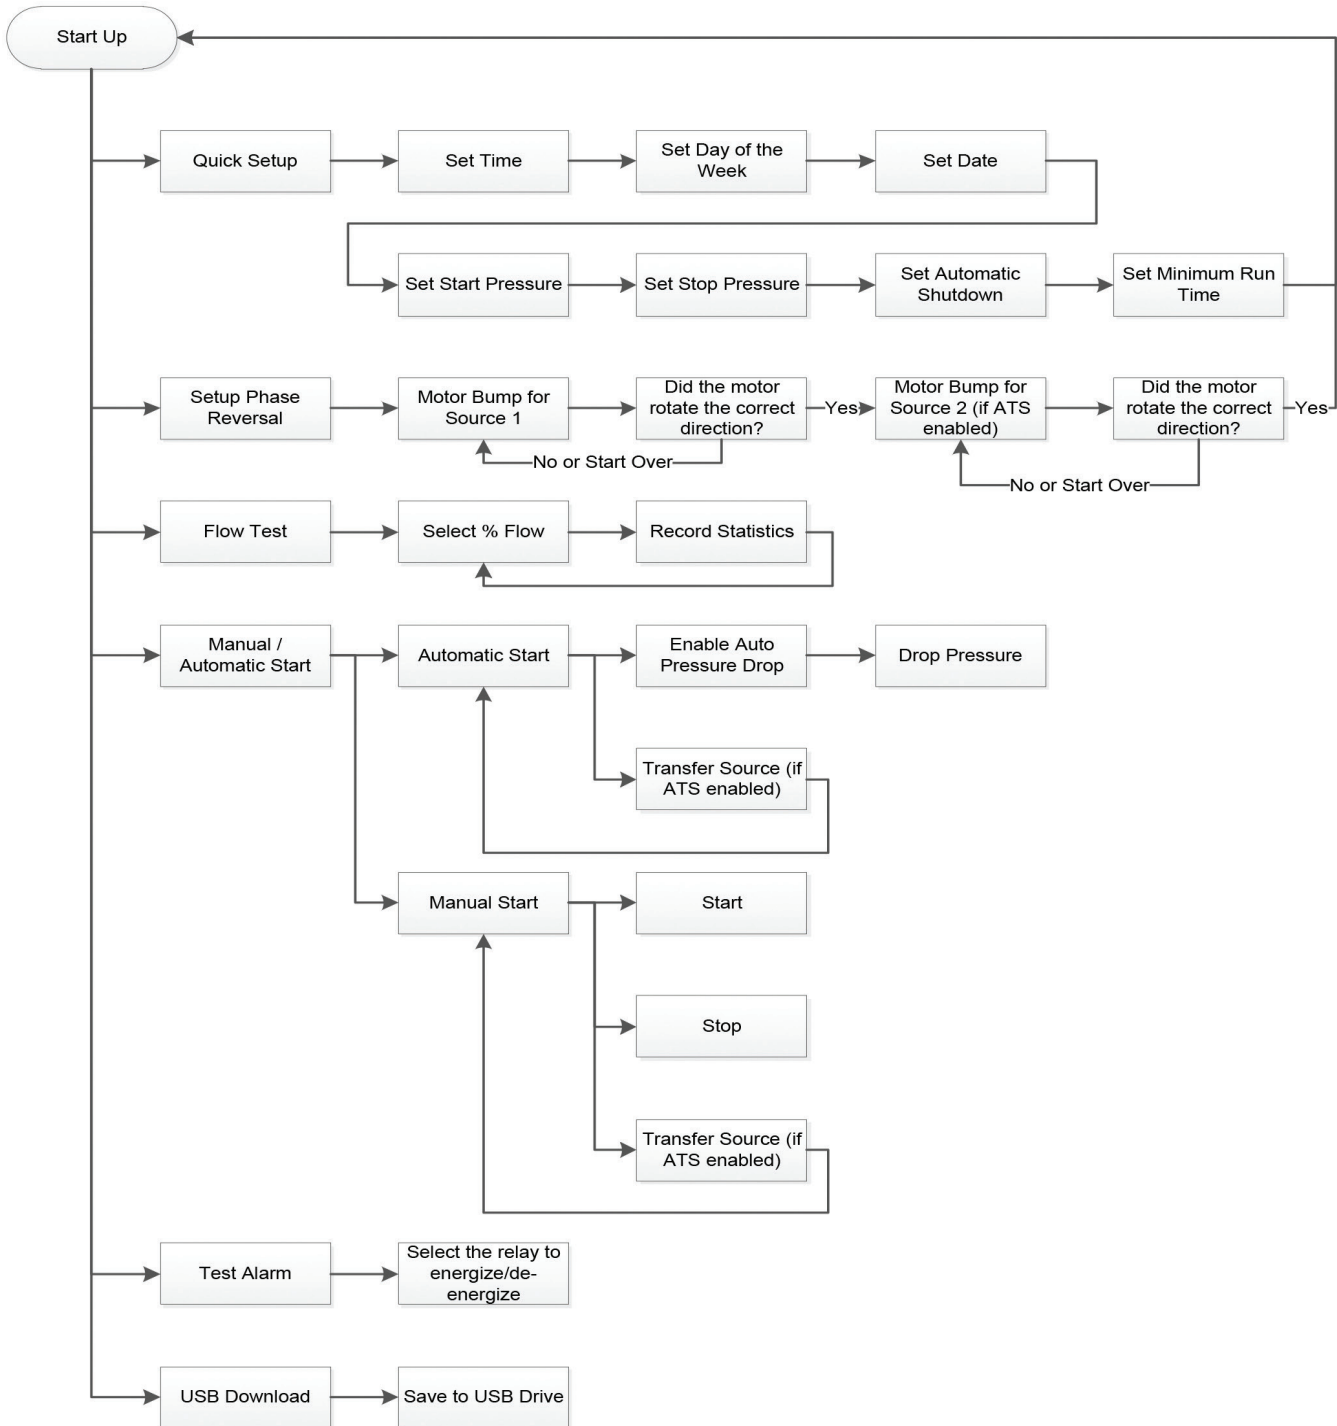 Start Up
Quick Setup
Set Time
Set Day of the
Week
Set Date
Set Start Pressure
Set Stop Pressure
Set Automatic
Shutdown
Set Minimum Run
Time
Setup Phase
Reversal
Motor Bump for
Source 1
Did the motor
rotate the correct
direction?
Yes
Motor Bump for
Source 2 (if ATS
enabled)
Did the motor
rotate the correct
direction?
Yes
No or Start Over
No or Start Over
Flow Test
Select % Flow
Record Statistics
Manual /
Automatic Start
Automatic Start
Enable Auto
Pressure Drop
Drop Pressure
Transfer Source (if
ATS enabled)
Manual Start
Start
Stop
Transfer Source (if
ATS enabled)
Test Alarm
Select the relay to
energize/de-
energize
USB Download
Save to USB Drive